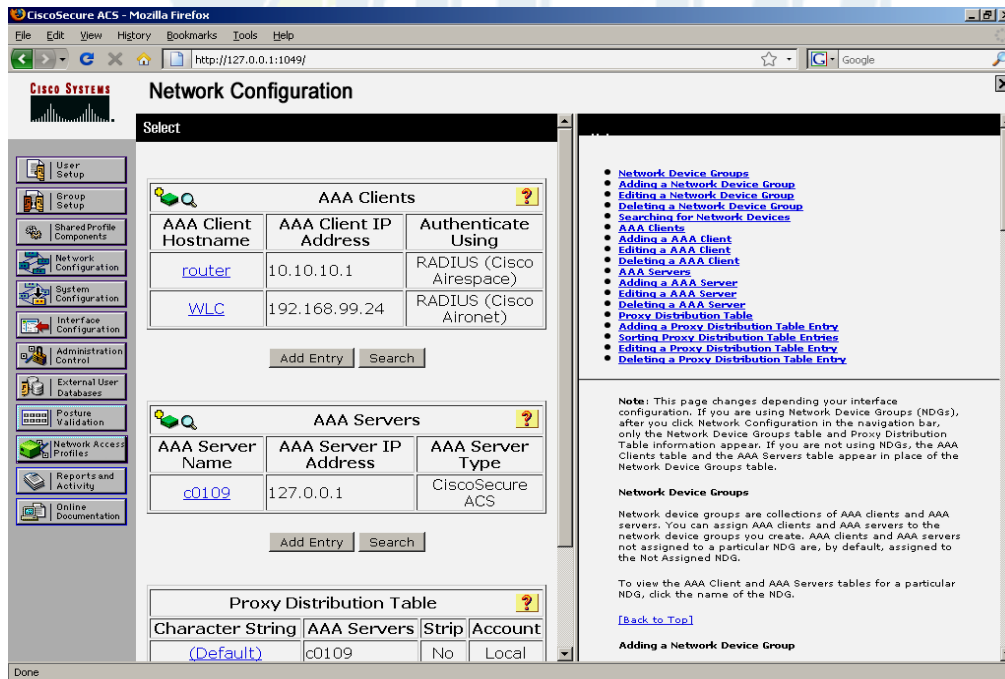 CiscoSecure ACS - Mozilla Firefox
File Edit View History Bookmarks Tools Help
http://127.0.0.1:1049/
Google
CISCO SYSTEMS
Network Configuration
Select
User Setup
Group Setup
Shared Profile Components
Network Configuration
System Configuration
Interface Configuration
Administration Control
External User Databases
Posture Validation
Network Access Profiles
Reports and Activity
Online Documentation
AAA Clients ?
AAA Client Hostname AAA Client IP Address Authenticate Using
router 10.10.10.1 RADIUS (Cisco Airespace)
WLC 192.168.99.24 RADIUS (Cisco Aironet)
Add Entry Search
AAA Servers ?
AAA Server Name AAA Server IP Address AAA Server Type
c0109 127.0.0.1 CiscoSecure ACS
Add Entry Search
Proxy Distribution Table ?
Character String AAA Servers Strip Account
(Default) c0109 No Local
Network Device Groups
Adding a Network Device Group
Editing a Network Device Group
Deleting a Network Device Group
Searching for Network Devices
AAA Clients
Adding a AAA Client
Editing a AAA Client
Deleting a AAA Client
AAA Servers
Adding a AAA Server
Editing a AAA Server
Deleting a AAA Server
Proxy Distribution Table
Adding a Proxy Distribution Table Entry
Sorting Proxy Distribution Table Entries
Editing a Proxy Distribution Table Entry
Deleting a Proxy Distribution Table Entry
Note: This page changes depending your interface
configuration. If you are using Network Device Groups (NDGs),
after you click Network Configuration in the navigation bar,
only the Network Device Groups table and Proxy Distribution
Table information appear. If you are not using NDGs, the AAA
Clients table and the AAA Servers table appear in place of the
Network Device Groups table.
Network Device Groups
Network device groups are collections of AAA clients and AAA
servers. You can assign AAA clients and AAA servers to the
network device groups you create. AAA clients and AAA servers
not assigned to a particular NDG are, by default, assigned to
the Not Assigned NDG.
To view the AAA Client and AAA Servers tables for a particular
NDG, click the name of the NDG.
[Back to Top]
Adding a Network Device Group
Done